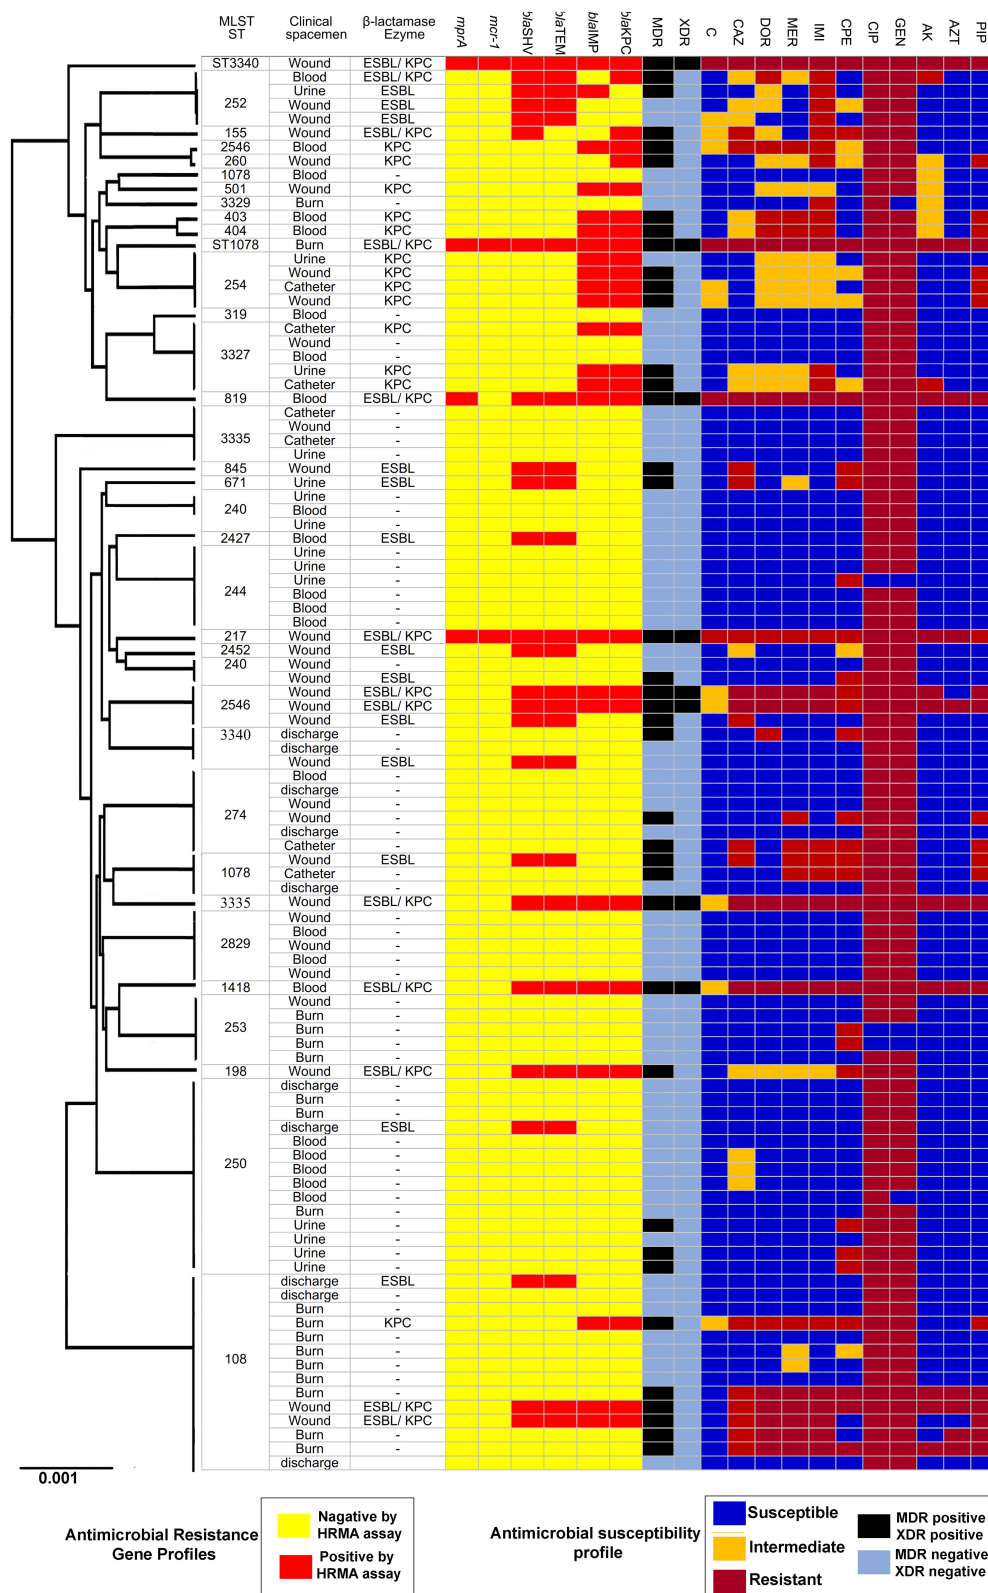 MLST Clinical β-lactamase
ST spacemen Ezyme
mprA mcr-1 blaSHV blaTEM blaIMP blaKPC MDR XDR C CAZ DOR MER IMI CPE CIP GEN AK AZT PIP
ST3340 Wound ESBL/ KPC
Blood ESBL/ KPC
Urine ESBL
252
Wound ESBL
Wound ESBL
155 Wound ESBL/ KPC
2546 Blood KPC
260 Wound KPC
1078 Blood -
501 Wound KPC
3329 Burn -
403 Blood KPC
404 Blood KPC
ST1078 Burn ESBL/ KPC
Urine KPC
Wound KPC
254
Catheter KPC
Wound KPC
319 Blood -
Catheter KPC
Wound -
3327
Blood -
Urine KPC
Catheter KPC
819 Blood ESBL/ KPC
Catheter -
Wound -
3335
Catheter -
Urine -
845 Wound ESBL
671 Urine ESBL
Urine -
240 Blood -
Urine -
2427 Blood ESBL
Urine -
Urine -
Urine -
244
Blood -
Blood -
Blood -
217 Wound ESBL/ KPC
2452 Wound ESBL
240 Wound -
Wound ESBL
Wound ESBL/ KPC
2546 Wound ESBL/ KPC
Wound ESBL
3340 discharge -
discharge -
Wound ESBL
Blood -
discharge -
Wound -
274 Wound -
discharge -
Catheter -
Wound ESBL
1078 Catheter -
discharge -
3335 Wound ESBL/ KPC
Wound -
Blood -
2829 Wound -
Blood -
Wound -
1418 Blood ESBL/ KPC
Wound -
Burn -
253 Burn -
Burn -
Burn -
198 Wound ESBL/ KPC
discharge -
Burn -
Burn -
discharge ESBL
Blood -
Blood -
250
Blood -
Blood -
Blood -
Burn -
Urine -
Urine -
Urine -
Urine -
discharge ESBL
discharge -
Burn -
Burn KPC
Burn -
Burn -
108
Burn -
Burn -
Burn -
Wound ESBL/ KPC
Wound ESBL/ KPC
Burn -
Burn -
discharge
0.001
Antimicrobial Resistance
Gene Profiles
Nagative by
HRMA assay
Positive by
HRMA assay
Antimicrobial susceptibility
profile
Susceptible
Intermediate
Resistant
MDR positive
XDR positive
MDR negative
XDR negative